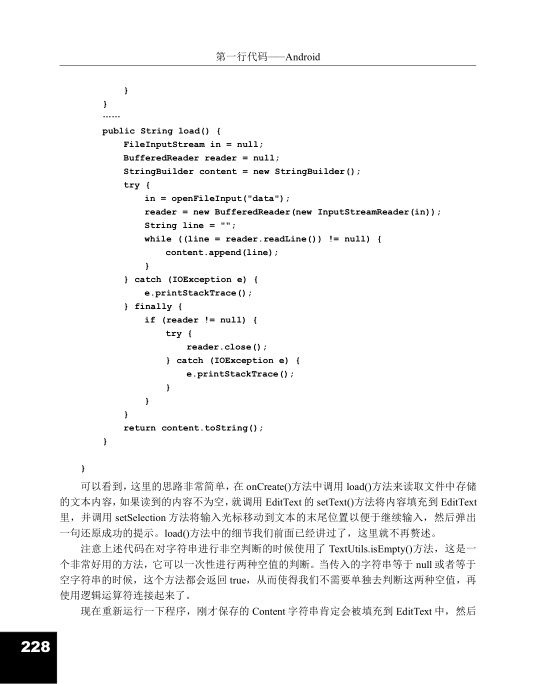 第一行代码——Android
}
}
……
public String load() {
FileInputStream in = null;
BufferedReader reader = null;
StringBuilder content = new StringBuilder();
try {
in = openFileInput("data");
reader = new BufferedReader(new InputStreamReader(in));
String line = "";
while ((line = reader.readLine()) != null) {
content.append(line);
}
} catch (IOException e) {
e.printStackTrace();
} finally {
if (reader != null) {
try {
reader.close();
} catch (IOException e) {
e.printStackTrace();
}
}
}
return content.toString();
}
}
可以看到，这里的思路非常简单，在 onCreate()方法中调用 load()方法来读取文件中存储
的文本内容，如果读到的内容不为空，就调用 EditText 的 setText()方法将内容填充到 EditText
里，并调用 setSelection 方法将输入光标移动到文本的末尾位置以便于继续输入，然后弹出
一句还原成功的提示。load()方法中的细节我们前面已经讲过了，这里就不再赘述。
注意上述代码在对字符串进行非空判断的时候使用了 TextUtils.isEmpty()方法，这是一
个非常好用的方法，它可以一次性进行两种空值的判断。当传入的字符串等于 null 或者等于
空字符串的时候，这个方法都会返回 true，从而使得我们不需要单独去判断这两种空值，再
使用逻辑运算符连接起来了。
现在重新运行一下程序，刚才保存的 Content 字符串肯定会被填充到 EditText 中，然后
228